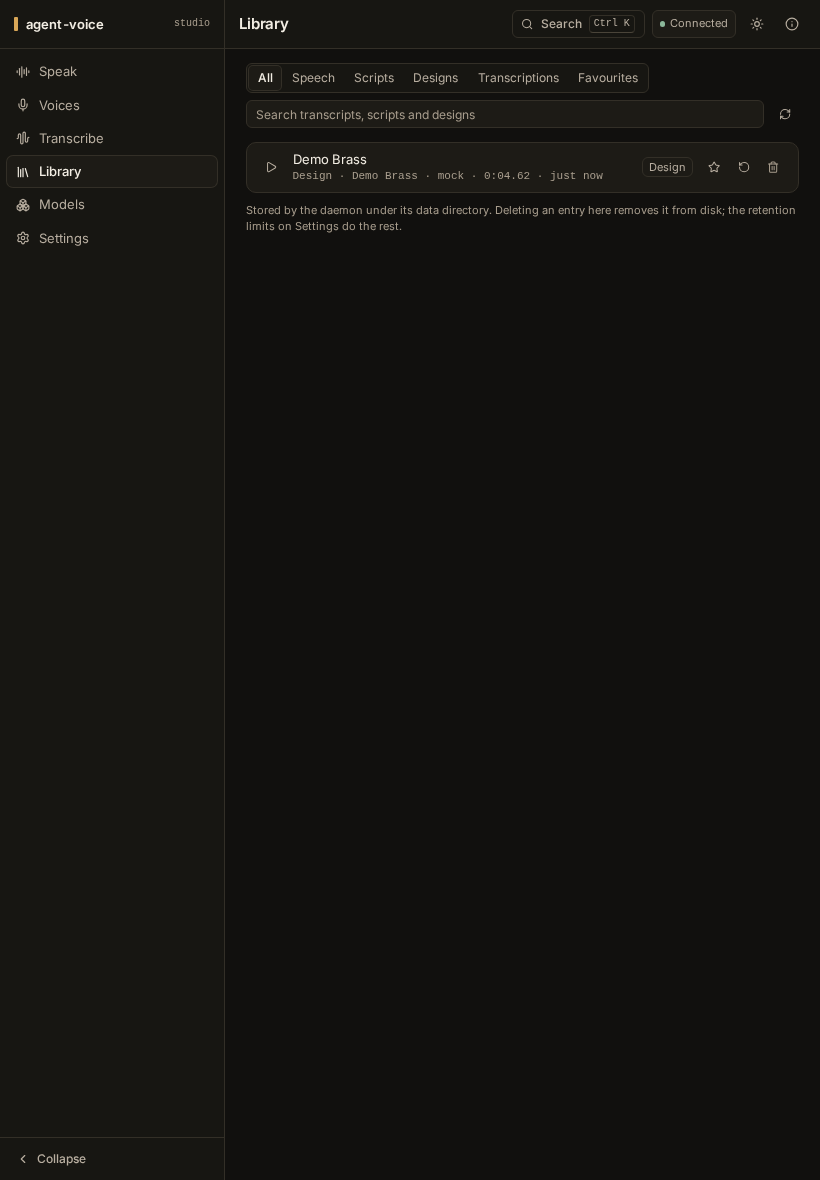 agent-voice
studio
Library
Search
Ctrl K
Connected
Speak
Voices
Transcribe
Library
Models
Settings
All
Speech
Scripts
Designs
Transcriptions
Favourites
Search transcripts, scripts and designs
Demo Brass
Design · Demo Brass · mock · 0:04.62 · just now
Design
Stored by the daemon under its data directory. Deleting an entry here removes it from disk; the retention
limits on Settings do the rest.
Collapse